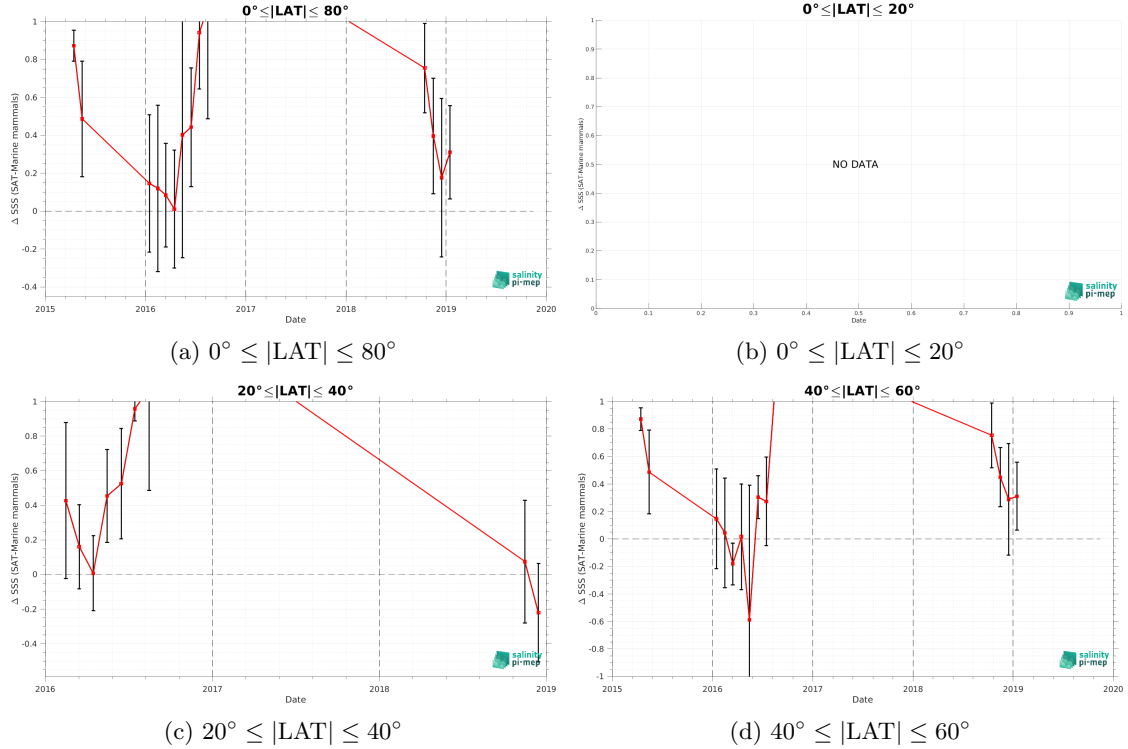 0°≤|LAT|≤ 80°
Δ SSS (SAT-Marine mammals)
1
0.8
0.6
0.4
0.2
0
-0.2
-0.4
2015 2016 2017 2018 2019 2020
Date
salinity
pi-mep
(a) 0° ≤ |LAT| ≤ 80°
0°≤|LAT|≤ 20°
Δ SSS (SAT-Marine mammals)
1
0.9
0.8
0.7
0.6
0.5
0.4
0.3
0.2
0.1
0
NO DATA
0 0.1 0.2 0.3 0.4 0.5 0.6 0.7 0.8 0.9 1
Date
salinity
pi-mep
(b) 0° ≤ |LAT| ≤ 20°
20°≤|LAT|≤ 40°
Δ SSS (SAT-Marine mammals)
1
0.8
0.6
0.4
0.2
0
-0.2
-0.4
2016 2017 2018 2019
Date
salinity
pi-mep
(c) 20° ≤ |LAT| ≤ 40°
40°≤|LAT|≤ 60°
Δ SSS (SAT-Marine mammals)
1
0.8
0.6
0.4
0.2
0
-0.2
-0.4
-0.6
-0.8
-1
2015 2016 2017 2018 2019 2020
Date
salinity
pi-mep
(d) 40° ≤ |LAT| ≤ 60°